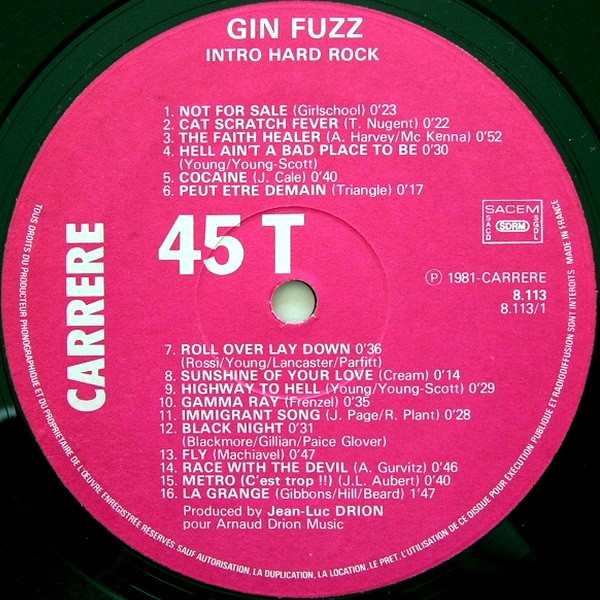 GIN FUZZ
INTRO HARD ROCK
1. NOT FOR SALE (Girlschool) 0'23
2. CAT SCRATCH FEVER (T. Nugent) 0'22
3. THE FAITH HEALER (A. Harvey/Mc Kenna) 0'52
4. HELL AIN'T A BAD PLACE TO BE 0'30
(Young/Young-Scott)
5. COCAINE (J. Cale) 0'40
6. PEUT ETRE DEMAIN (Triangle) 0'17
CARRERE
45 T
SACEM
SACD
SDRM
SGDL
℗ 1981-CARRERE
8.113
8.113/1
7. ROLL OVER LAY DOWN 0'36
(Rossi/Young/Lancaster/Parfitt)
8. SUNSHINE OF YOUR LOVE (Cream) 0'14
9. HIGHWAY TO HELL (Young/Young-Scott) 0'29
10. GAMMA RAY (Frenzel) 0'35
11. IMMIGRANT SONG (J. Page/R. Plant) 0'28
12. BLACK NIGHT 0'31
(Blackmore/Gillian/Paice Glover)
13. FLY (Machiavel) 0'47
14. RACE WITH THE DEVIL (A. Gurvitz) 0'46
15. METRO (C'est trop !!) (J.L. Aubert) 0'40
16. LA GRANGE (Gibbons/Hill/Beard) 1'47
Produced by Jean-Luc DRION
pour Arnaud Drion Music
TOUS DROITS DU PRODUCTEUR PHONOGRAPHIQUE ET DU PROPRIETAIRE DE L'ŒUVRE ENREGISTREE RESERVES. SAUF AUTORISATION, LA DUPLICATION, LA LOCATION, LE PRET, L'UTILISATION DE CE DISQUE POUR EXECUTION PUBLIQUE ET RADIODIFFUSION SONT INTERDITS MADE IN FRANCE